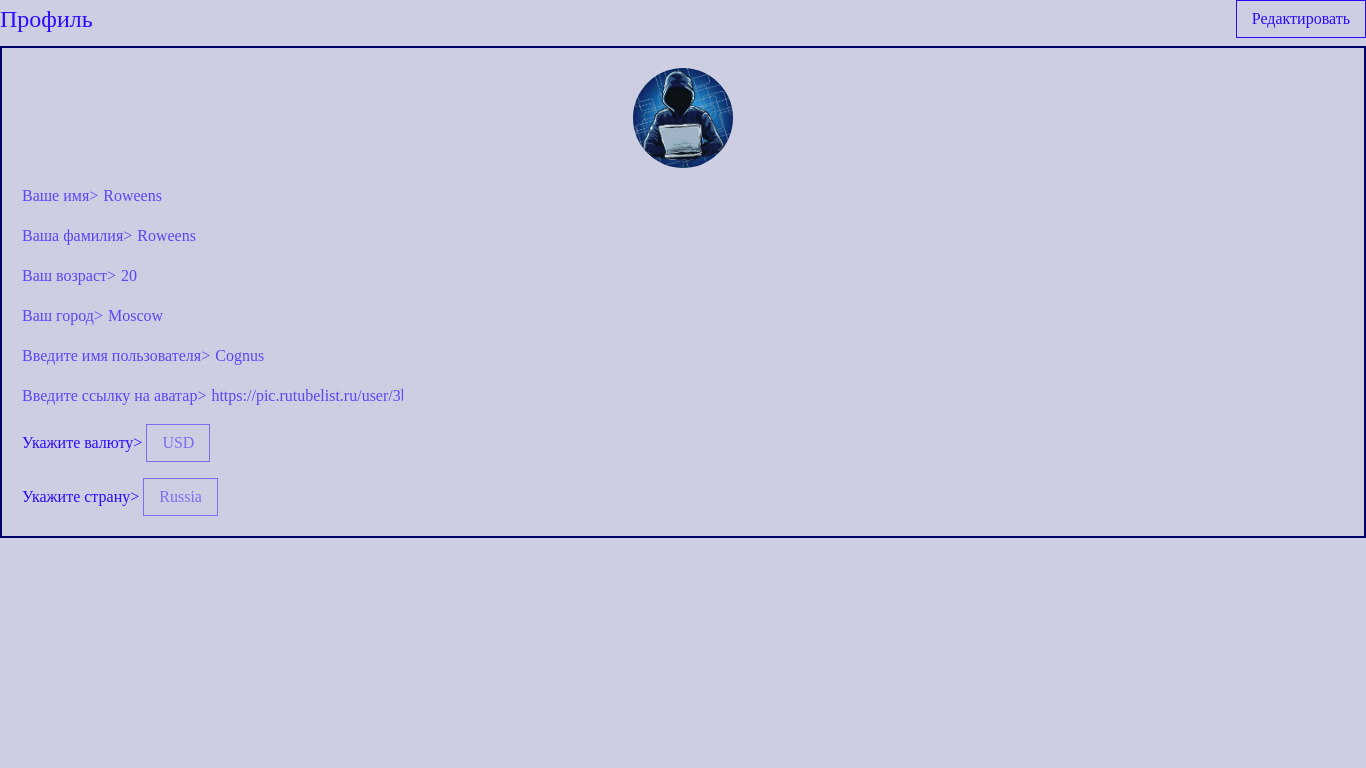 Профиль
Редактировать
Ваше имя> Roweens
Ваша фамилия> Roweens
Ваш возраст> 20
Ваш город> Moscow
Введите имя пользователя> Cognus
Введите ссылку на аватар> https://pic.rutubelist.ru/user/3
Укажите валюту> USD
Укажите страну> Russia